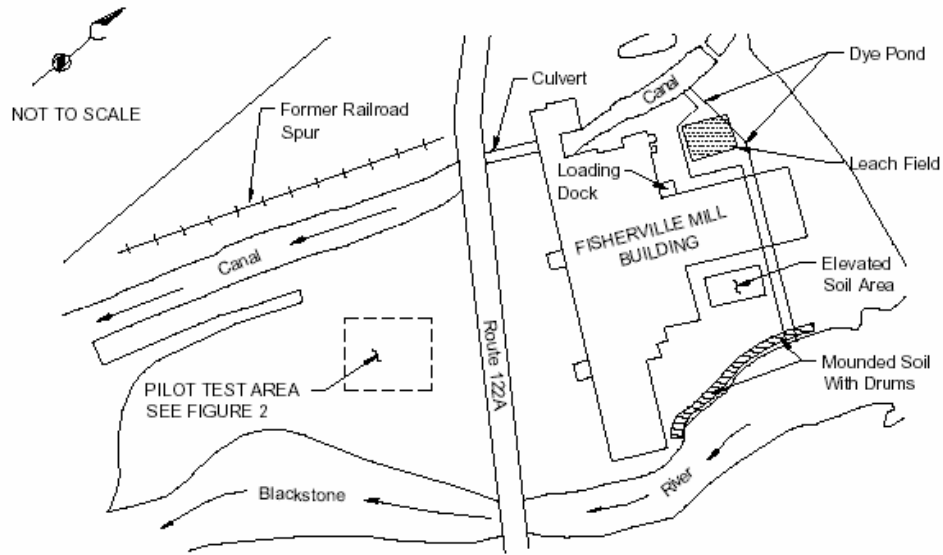 NOT TO SCALE
Former Railroad
Spur
Culvert
Canal
Dye Pond
Leach Field
Loading
Dock
FISHERVILLE MILL
BUILDING
Canal
Elevated
Soil Area
Route 122A
PILOT TEST AREA
SEE FIGURE 2
Mounded Soil
With Drums
Blackstone
River